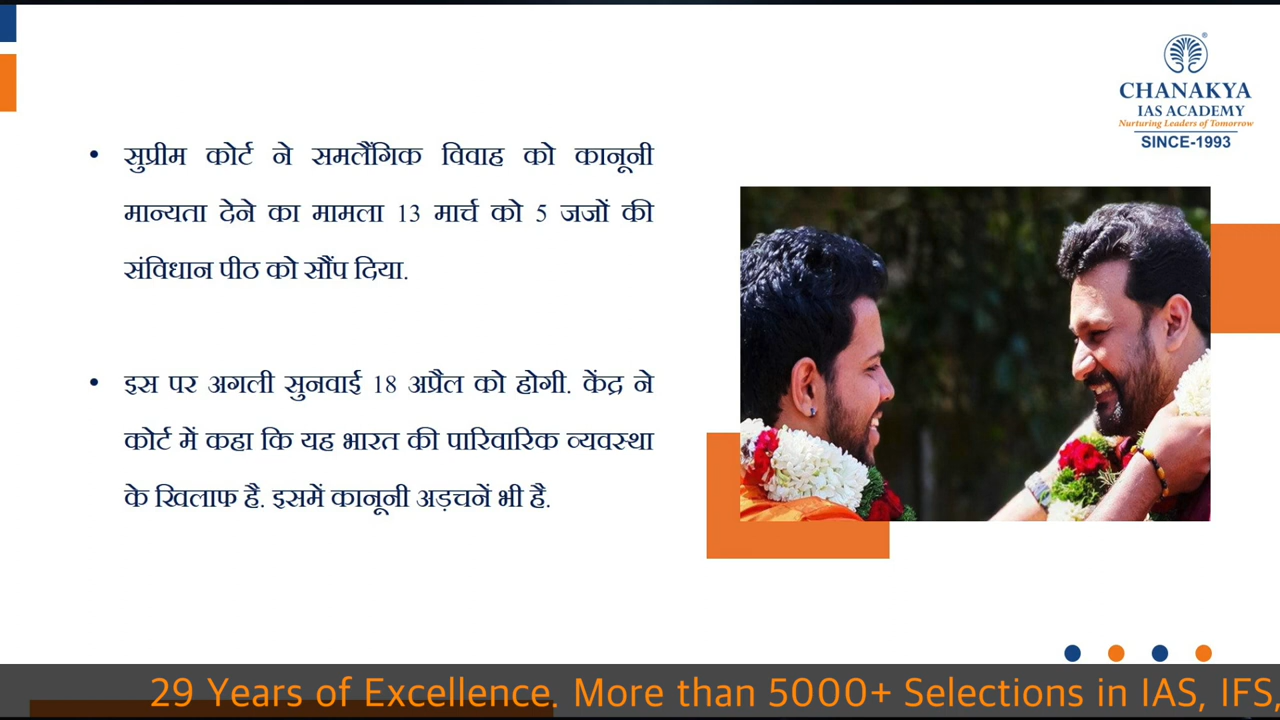 CHANAKYA
IAS ACADEMY
Nurturing Leaders of Tomorrow
SINCE-1993
• सुप्रीम कोर्ट ने समलैंगिक विवाह को कानूनी
मान्यता देने का मामला 13 मार्च को 5 जजों की
संविधान पीठ को सौंप दिया.
• इस पर अगली सुनवाई 18 अप्रैल को होगी. केंद्र ने
कोर्ट में कहा कि यह भारत की पारिवारिक व्यवस्था
के खिलाफ है. इसमें कानूनी अड़चनें भी है.
29 Years of Excellence. More than 5000+ Selections in IAS, IFS,